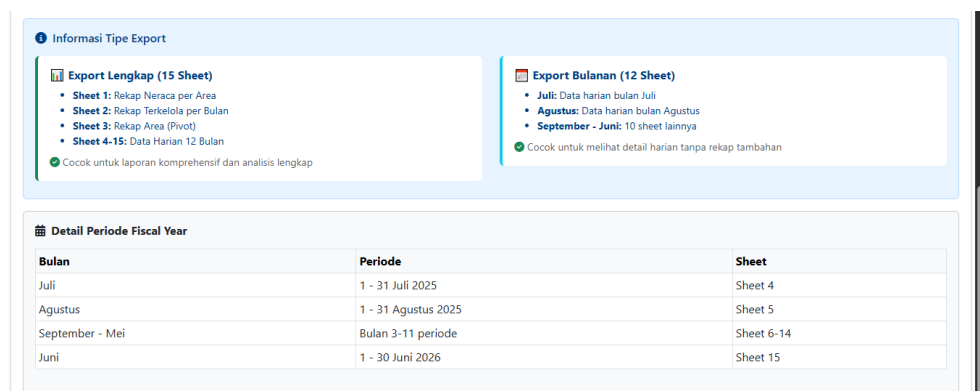 Informasi Tipe Export
Export Lengkap (15 Sheet)
Sheet 1: Rekap Neraca per Area
Sheet 2: Rekap Terkelola per Bulan
Sheet 3: Rekap Area (Pivot)
Sheet 4-15: Data Harian 12 Bulan
Cocok untuk laporan komprehensif dan analisis lengkap
Export Bulanan (12 Sheet)
Juli: Data harian bulan Juli
Agustus: Data harian bulan Agustus
September - Juni: 10 sheet lainnya
Cocok untuk melihat detail harian tanpa rekap tambahan
Detail Periode Fiscal Year
Bulan Periode Sheet
Juli 1 - 31 Juli 2025 Sheet 4
Agustus 1 - 31 Agustus 2025 Sheet 5
September - Mei Bulan 3-11 periode Sheet 6-14
Juni 1 - 30 Juni 2026 Sheet 15